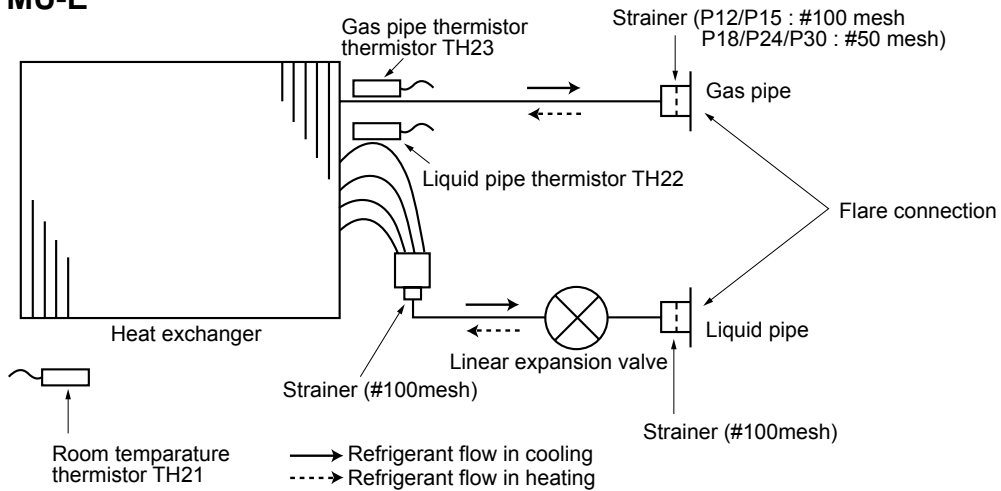 Gas pipe thermistor
thermistor TH23
Strainer (P12/P15 : #100 mesh
P18/P24/P30 : #50 mesh)
Gas pipe
Liquid pipe thermistor TH22
Flare connection
Heat exchanger
Liquid pipe
Linear expansion valve
Strainer (#100mesh)
Strainer (#100mesh)
Room temparature
thermistor TH21
Refrigerant flow in cooling
Refrigerant flow in heating